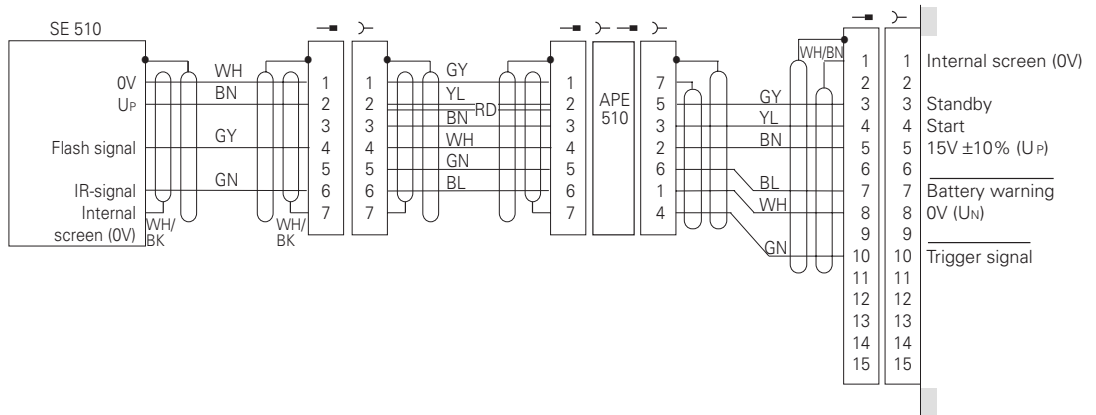 SE 510
0V
UP
Flash signal
IR-signal
Internal
screen (0V)
WH
BN
GY
GN
WH/
BK
WH/
BK
1
2
3
4
5
6
7
1
2
3
4
5
6
7
GY
YL
RD
BN
WH
GN
BL
1
2
3
4
5
6
7
APE
510
7
5
3
2
6
1
4
GY
YL
BN
BL
WH
GN
WH/BN
1
2
3
4
5
6
7
8
9
10
11
12
13
14
15
1
2
3
4
5
6
7
8
9
10
11
12
13
14
15
Internal screen (0V)
Standby
Start
15V ±10% (UP)
Battery warning
0V (UN)
Trigger signal